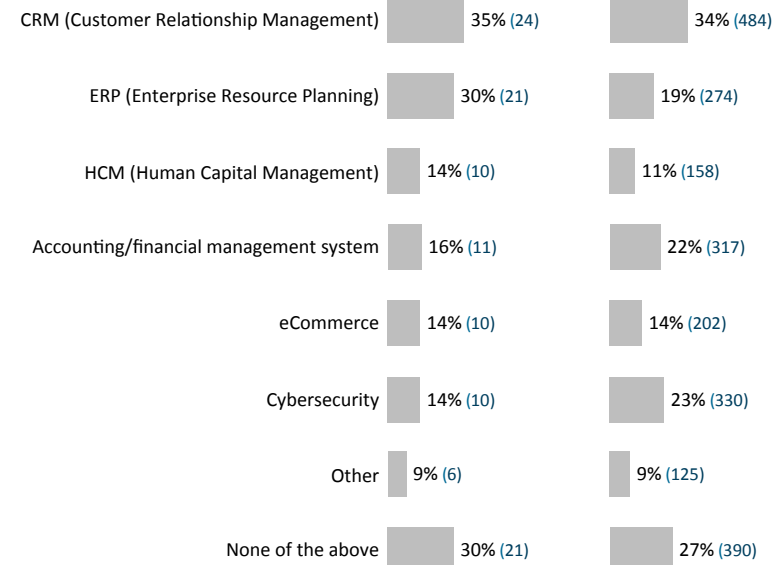 CRM (Customer Relationship Management) 35% (24) 34% (484)
ERP (Enterprise Resource Planning) 30% (21) 19% (274)
HCM (Human Capital Management) 14% (10) 11% (158)
Accounting/financial management system 16% (11) 22% (317)
eCommerce 14% (10) 14% (202)
Cybersecurity 14% (10) 23% (330)
Other 9% (6) 9% (125)
None of the above 30% (21) 27% (390)